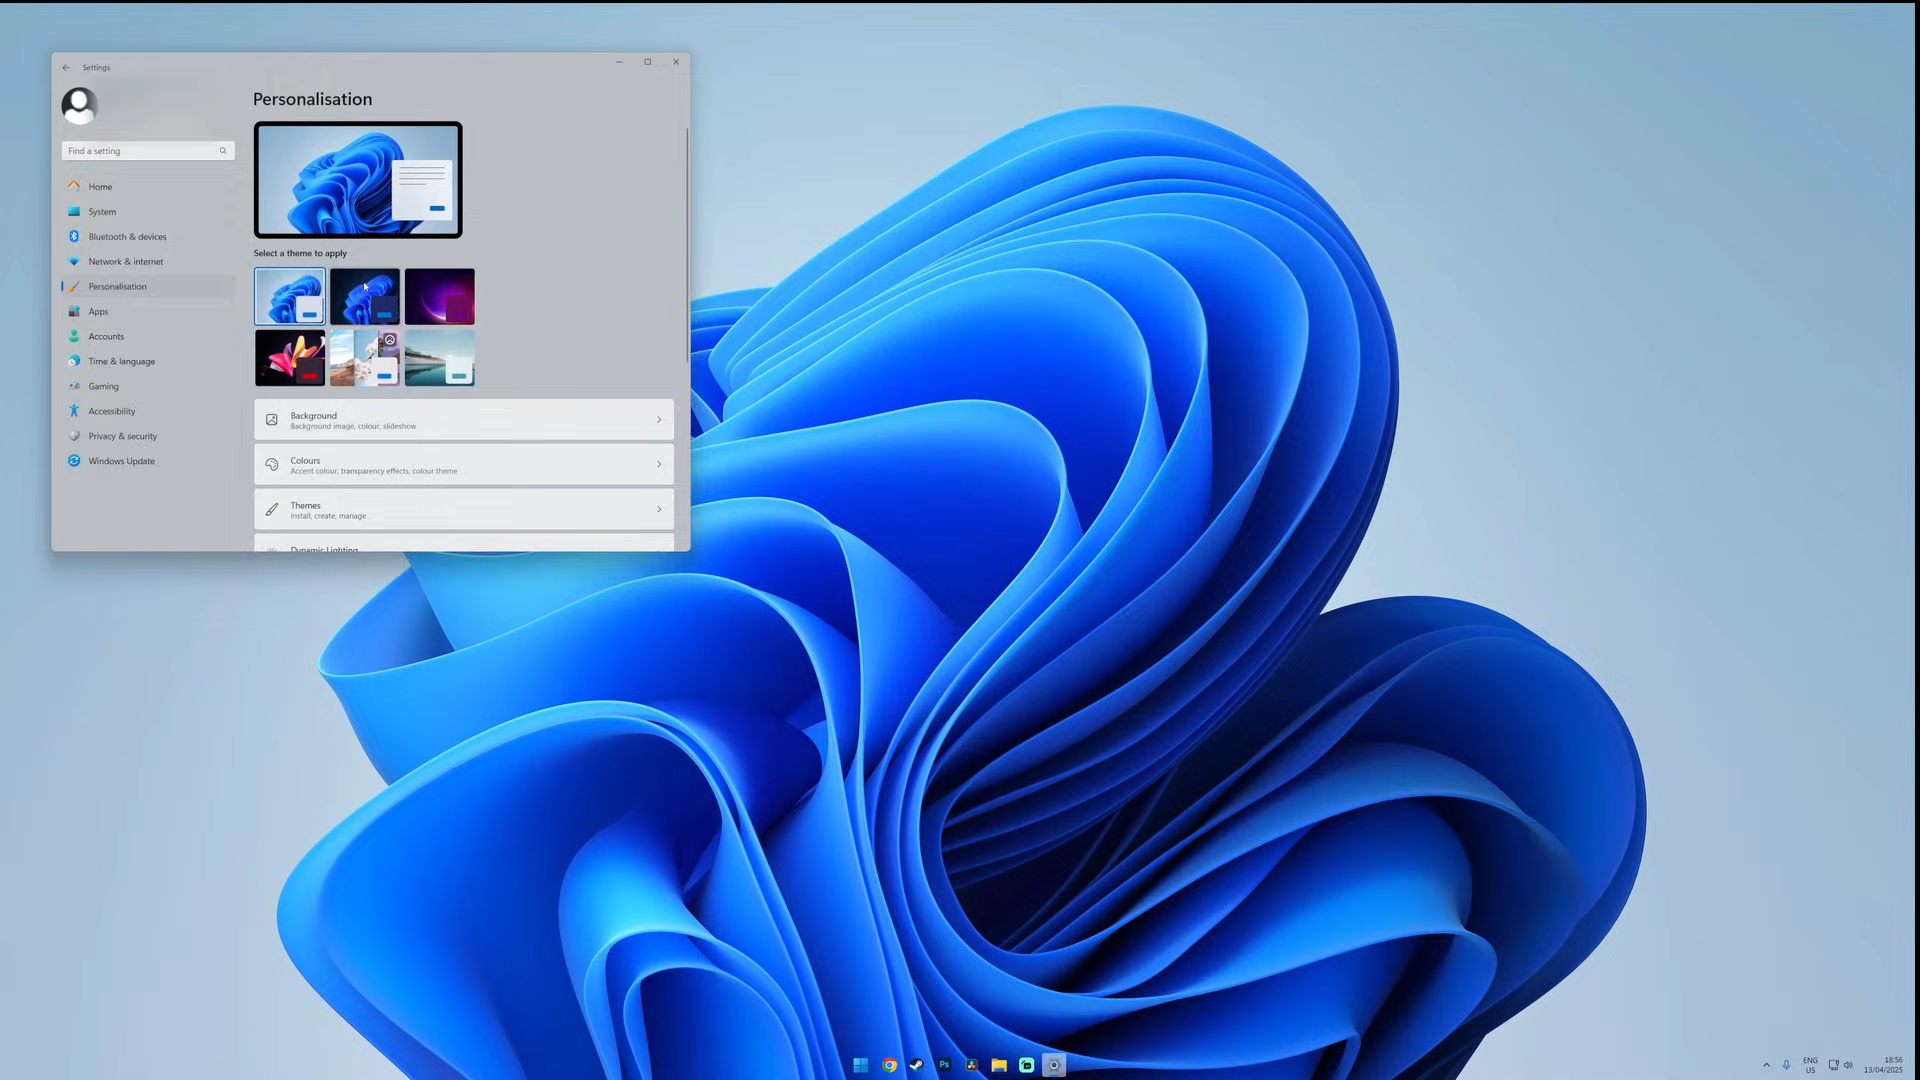 Settings
Personalisation
Find a setting
Home
System
Bluetooth & devices
Network & internet
Personalisation
Apps
Accounts
Time & language
Gaming
Accessibility
Privacy & security
Windows Update
Select a theme to apply
Background
Background image, colour, slideshow
Colours
Accent colour, transparency effects, colour theme
Themes
Install, create, manage
Dynamic Lighting
Ps
ENG
US
18:56
13/04/2025